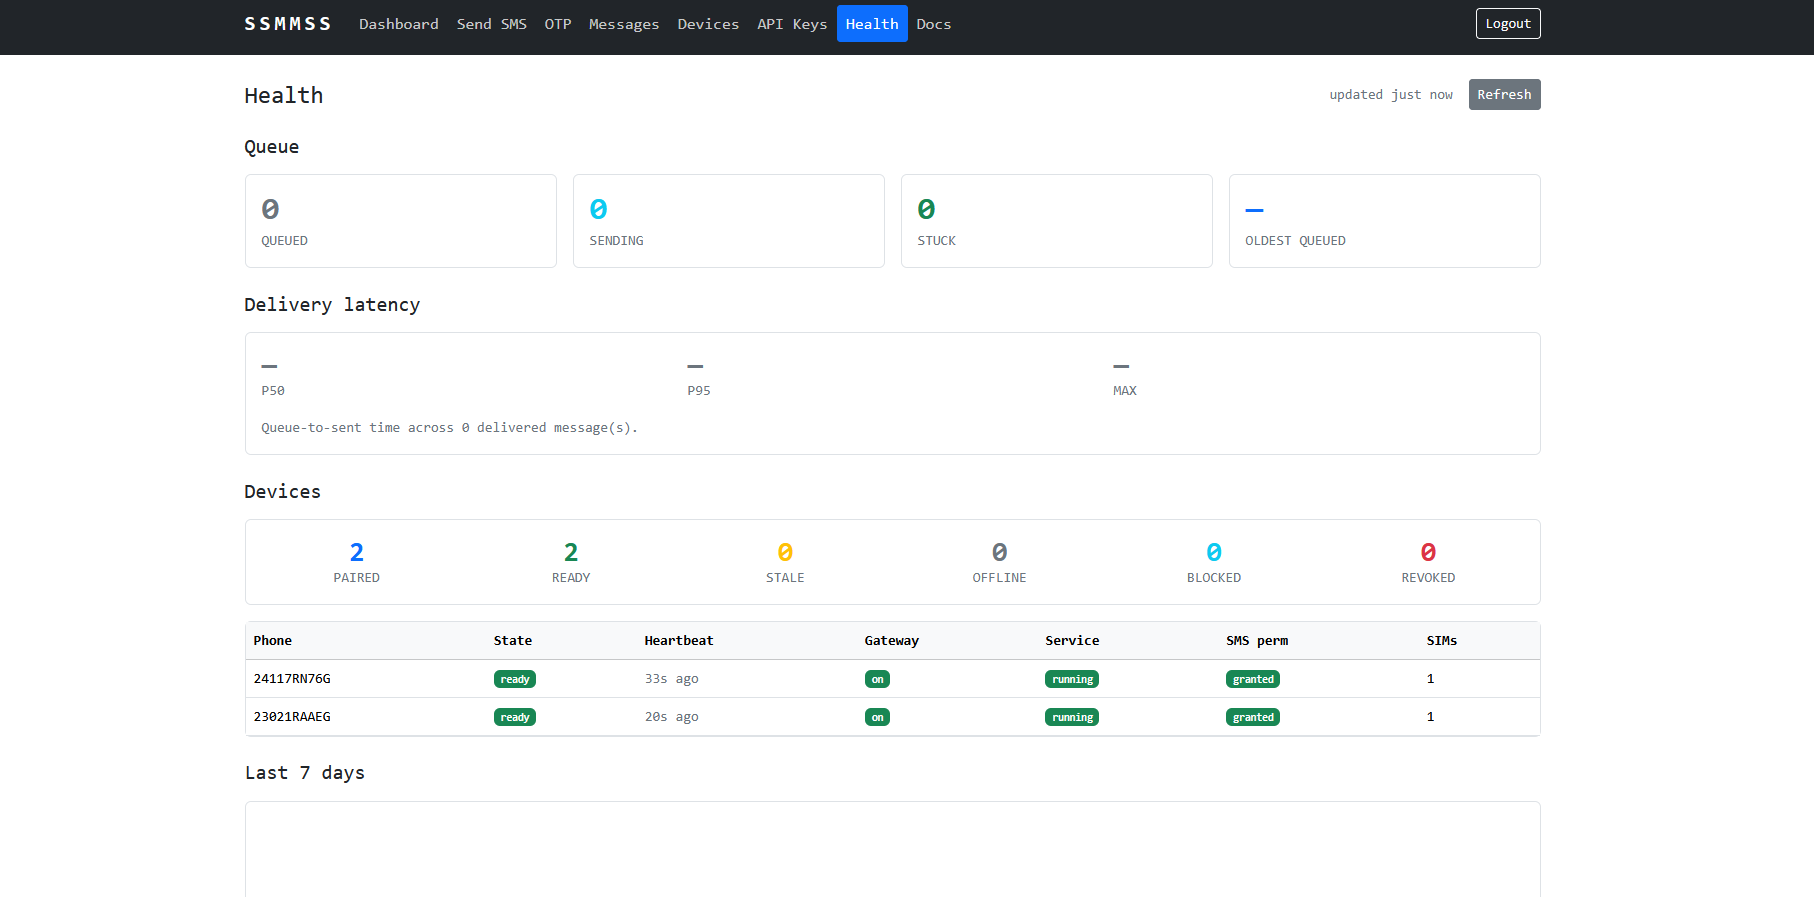 SSMMSS Dashboard Send SMS OTP Messages Devices API Keys Health Docs Logout
Health updated just now Refresh
Queue
0 0 0 —
QUEUED SENDING STUCK OLDEST QUEUED
Delivery latency
— — —
P50 P95 MAX
Queue-to-sent time across 0 delivered message(s).
Devices
2 2 0 0 0 0
PAIRED READY STALE OFFLINE BLOCKED REVOKED
Phone State Heartbeat Gateway Service SMS perm SIMs
24117RN76G ready 33s ago on running granted 1
23021RAAEG ready 20s ago on running granted 1
Last 7 days